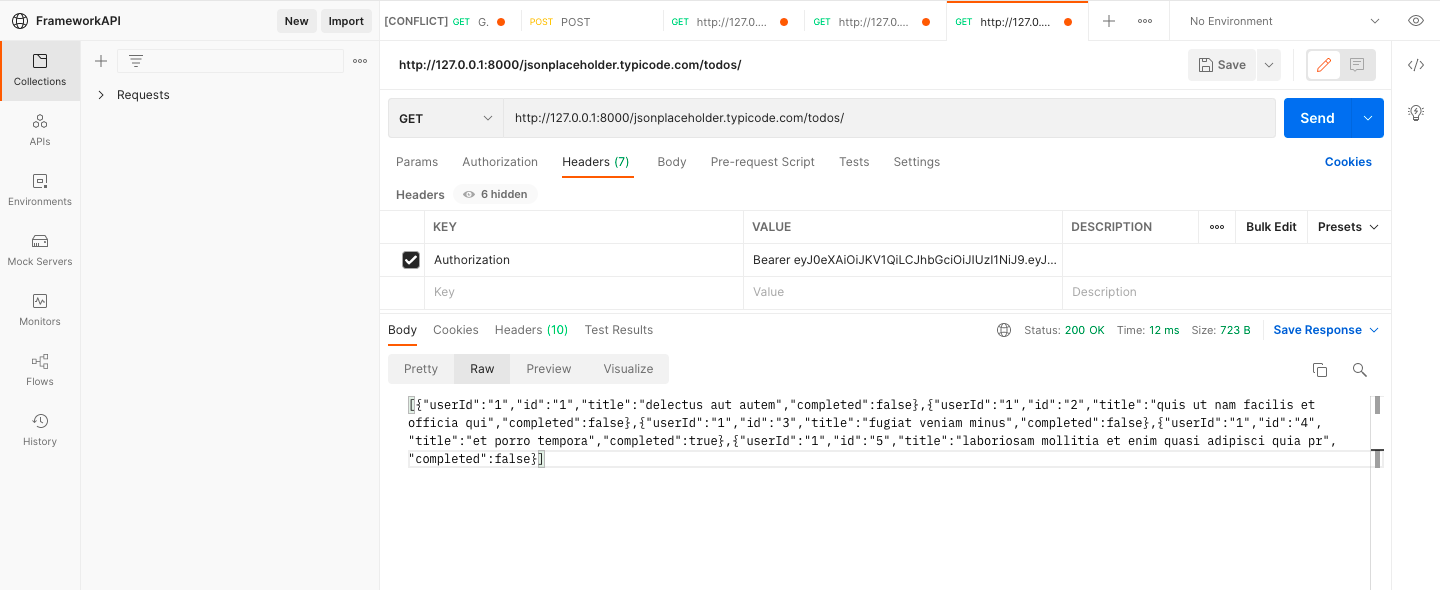 FrameworkAPI New Import [CONFLICT] GET G. POST POST GET http://127.0... GET http://127.0... GET http://127.0... No Environment
Collections
Requests
http://127.0.0.1:8000/jsonplaceholder.typicode.com/todos/ Save
APIs
GET http://127.0.0.1:8000/jsonplaceholder.typicode.com/todos/ Send
Environments
Params Authorization Headers (7) Body Pre-request Script Tests Settings Cookies
Headers 6 hidden
Mock Servers
KEY VALUE DESCRIPTION Bulk Edit Presets
Authorization Bearer eyJ0eXAiOiJKV1QiLCJhbGciOiJIUzI1NiJ9.eyJ...
Key Value Description
Monitors
Body Cookies Headers (10) Test Results Status: 200 OK Time: 12 ms Size: 723 B Save Response
Flows
Pretty Raw Preview Visualize
History
[{"userId":"1","id":"1","title":"delectus aut autem","completed":false},{"userId":"1","id":"2","title":"quis ut nam facilis et
officia qui","completed":false},{"userId":"1","id":"3","title":"fugiat veniam minus","completed":false},{"userId":"1","id":"4",
"title":"et porro tempora","completed":true},{"userId":"1","id":"5","title":"laboriosam mollitia et enim quasi adipisci quia pr",
"completed":false}]